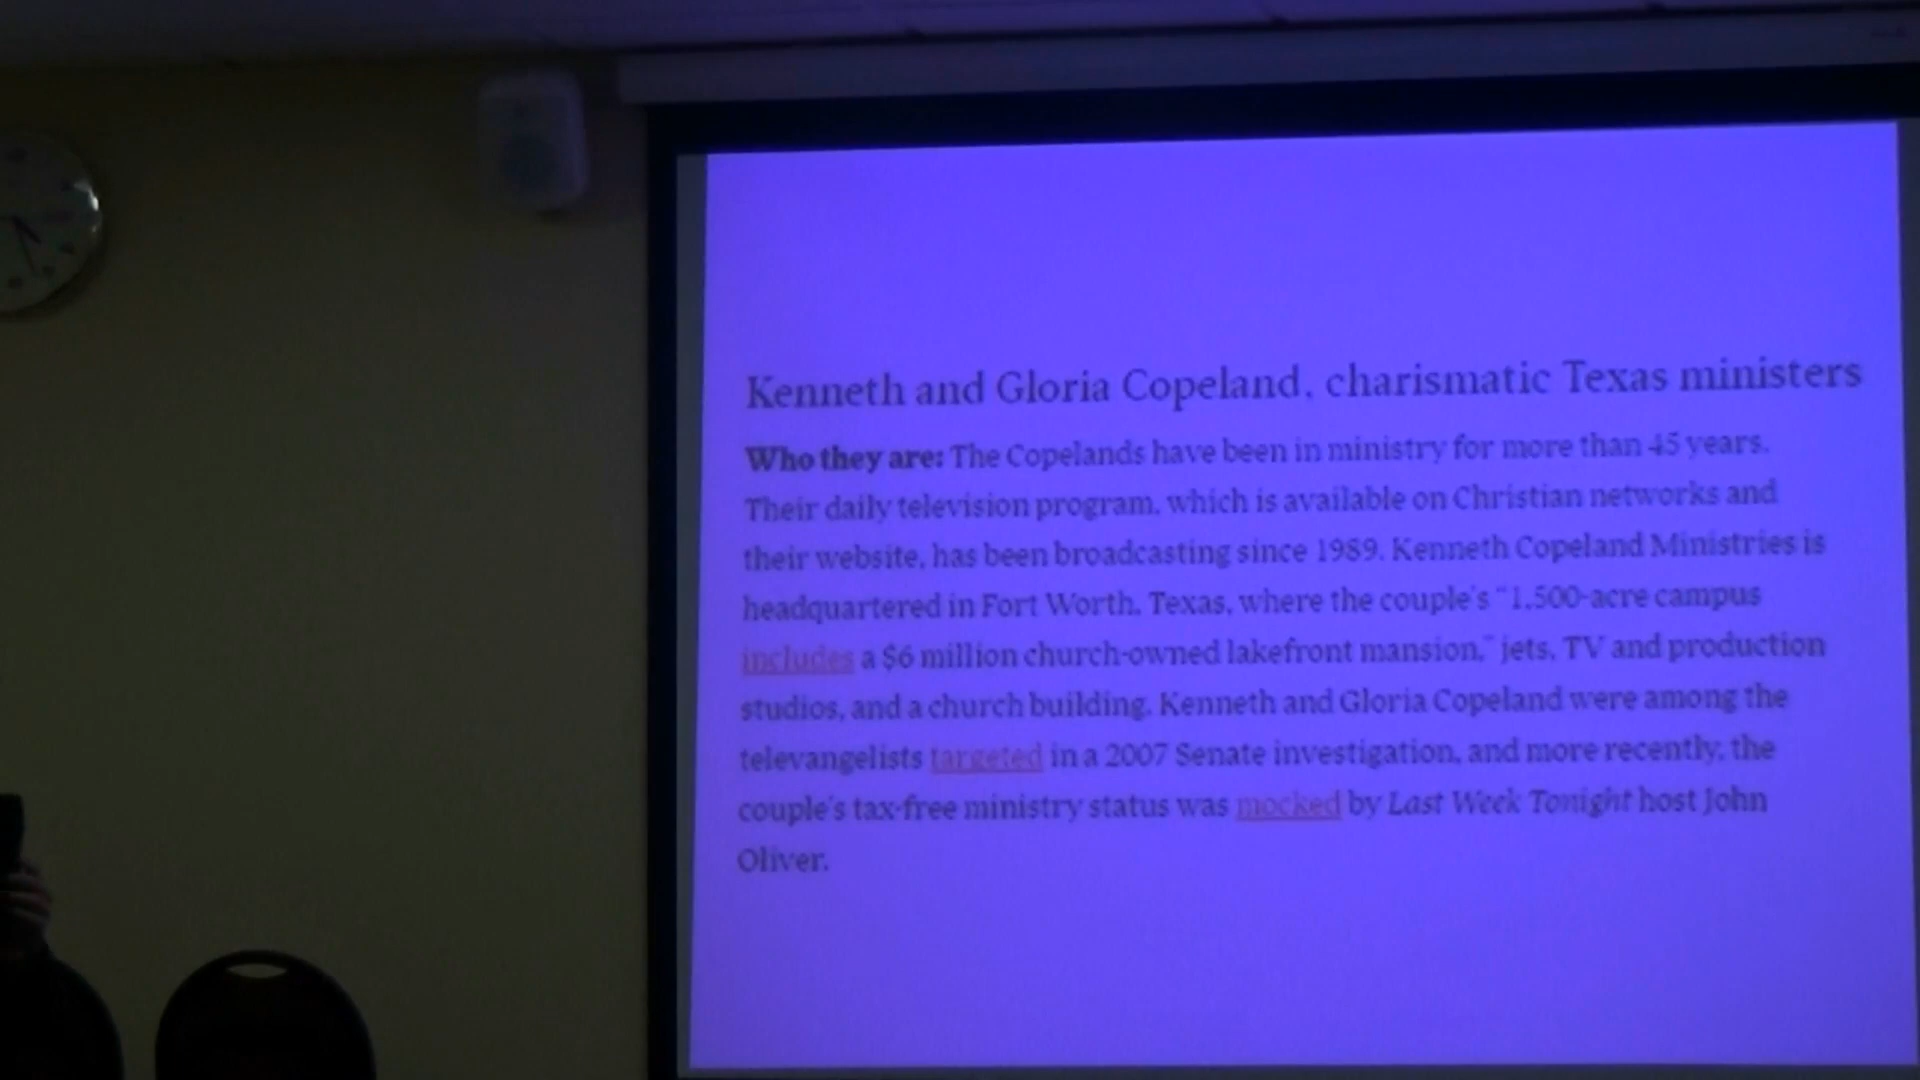 Kenneth and Gloria Copeland, charismatic Texas ministers
Who they are: The Copelands have been in ministry for more than 45 years.
Their daily television program, which is available on Christian networks and
their website, has been broadcasting since 1989. Kenneth Copeland Ministries is
headquartered in Fort Worth, Texas, where the couple's "1,500-acre campus
includes a $6 million church-owned lakefront mansion," jets, TV and production
studios, and a church building. Kenneth and Gloria Copeland were among the
televangelists targeted in a 2007 Senate investigation, and more recently, the
couple's tax-free ministry status was mocked by Last Week Tonight host John
Oliver.